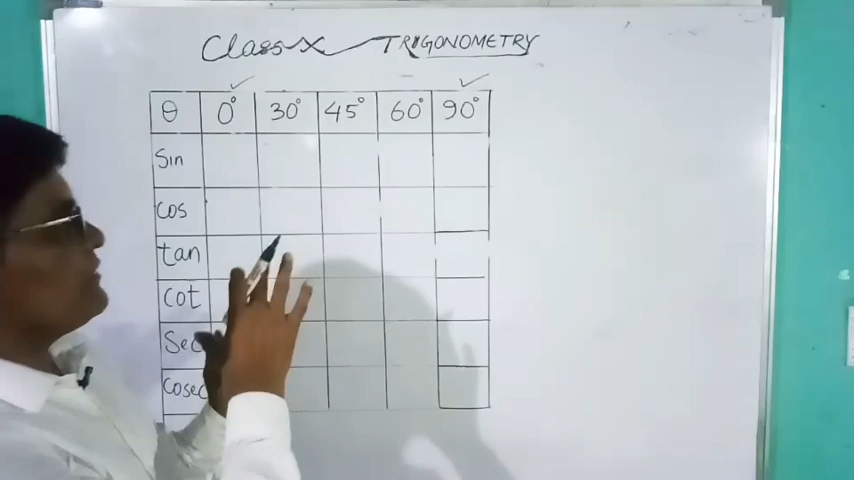 Class-X TRIGONOMETRY
θ 0° 30° 45° 60° 90°
Sin
cos
tan
cot
Sec
Cosec